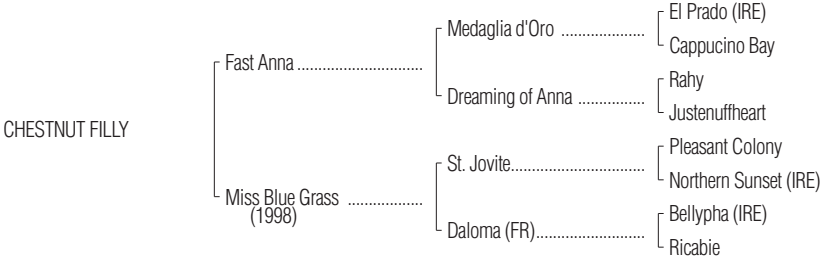 El Prado (IRE)
Medaglia d'Oro ....................
Cappucino Bay
Fast Anna ..............................
Rahy
Dreaming of Anna ................
Justenuffheart
CHESTNUT FILLY
Pleasant Colony
St. Jovite................................
Northern Sunset (IRE)
Miss Blue Grass ..................
(1998)
Bellypha (IRE)
Daloma (FR)..........................
Ricabie